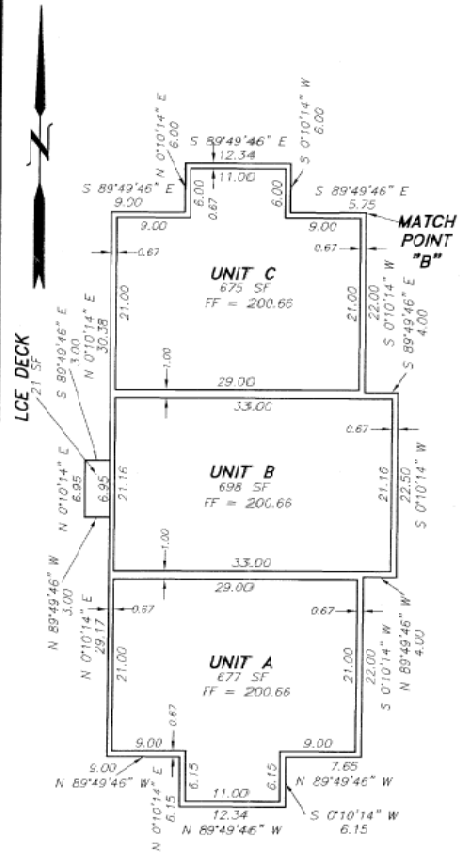 N
S 89°49'46" E
12.34
11.00
N 0°10'14" E
6.00
S 0°10'14" W
6.00
6.00
0.67
6.00
S 89°49'46" E
9.00
9.00
S 89°49'46" E
5.75
9.00
MATCH
POINT
"B"
0.67
0.67
UNIT C
675 SF
FF = 200.66
21.00
21.00
22.00
S 0°10'14" W
S 89°49'46" E
4.00
N 0°10'14" E
30.38
S 89°49'46" E
3.00
LCE DECK
21 SF
1.00
29.00
33.00
0.67
UNIT B
698 SF
FF = 200.66
N 0°10'14" E
6.95
6.95
21.16
21.16
22.50
S 0°10'14" W
1.00
33.00
29.00
N 89°49'46" W
3.00
N 0°10'14" E
29.17
0.67
0.67
UNIT A
677 SF
FF = 200.66
21.00
21.00
22.00
S 0°10'14" W
N 89°49'46" W
4.00
0.67
9.00
9.00
9.00
N 89°49'46" W
7.65
N 89°49'46" W
6.15
6.15
N 0°10'14" E
6.15
11.00
12.34
N 89°49'46" W
S 0°10'14" W
6.15